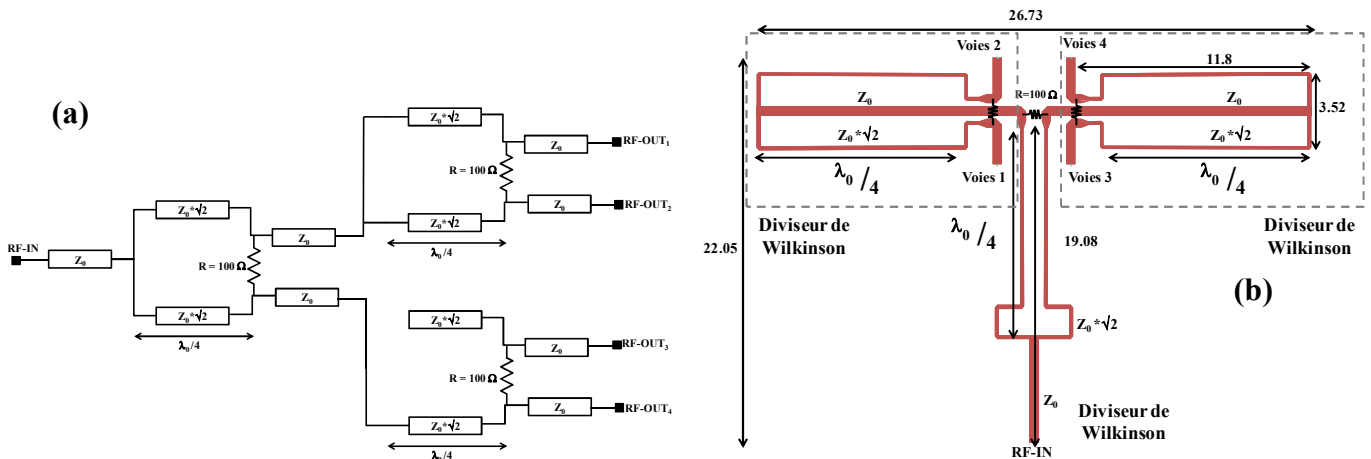 (a)
Z₀*√2
Z₀
RF-OUT₁
R = 100 Ω
Z₀*√2
Z₀
RF-OUT₂
λ₀/4
Z₀*√2
Z₀
RF-IN
Z₀
R = 100 Ω
Z₀*√2
Z₀
λ₀/4
Z₀*√2
Z₀
RF-OUT₃
R = 100 Ω
Z₀*√2
Z₀
RF-OUT₄
26.73
Voies 2
Voies 4
11.8
R=100 Ω
Z₀
3.52
Z₀*√2
λ₀/4
Voies 1
Voies 3
λ₀/4
Diviseur de
Wilkinson
λ₀/4
Diviseur de
Wilkinson
22.05
19.08
(b)
Z₀*√2
Z₀
Diviseur de
Wilkinson
RF-IN